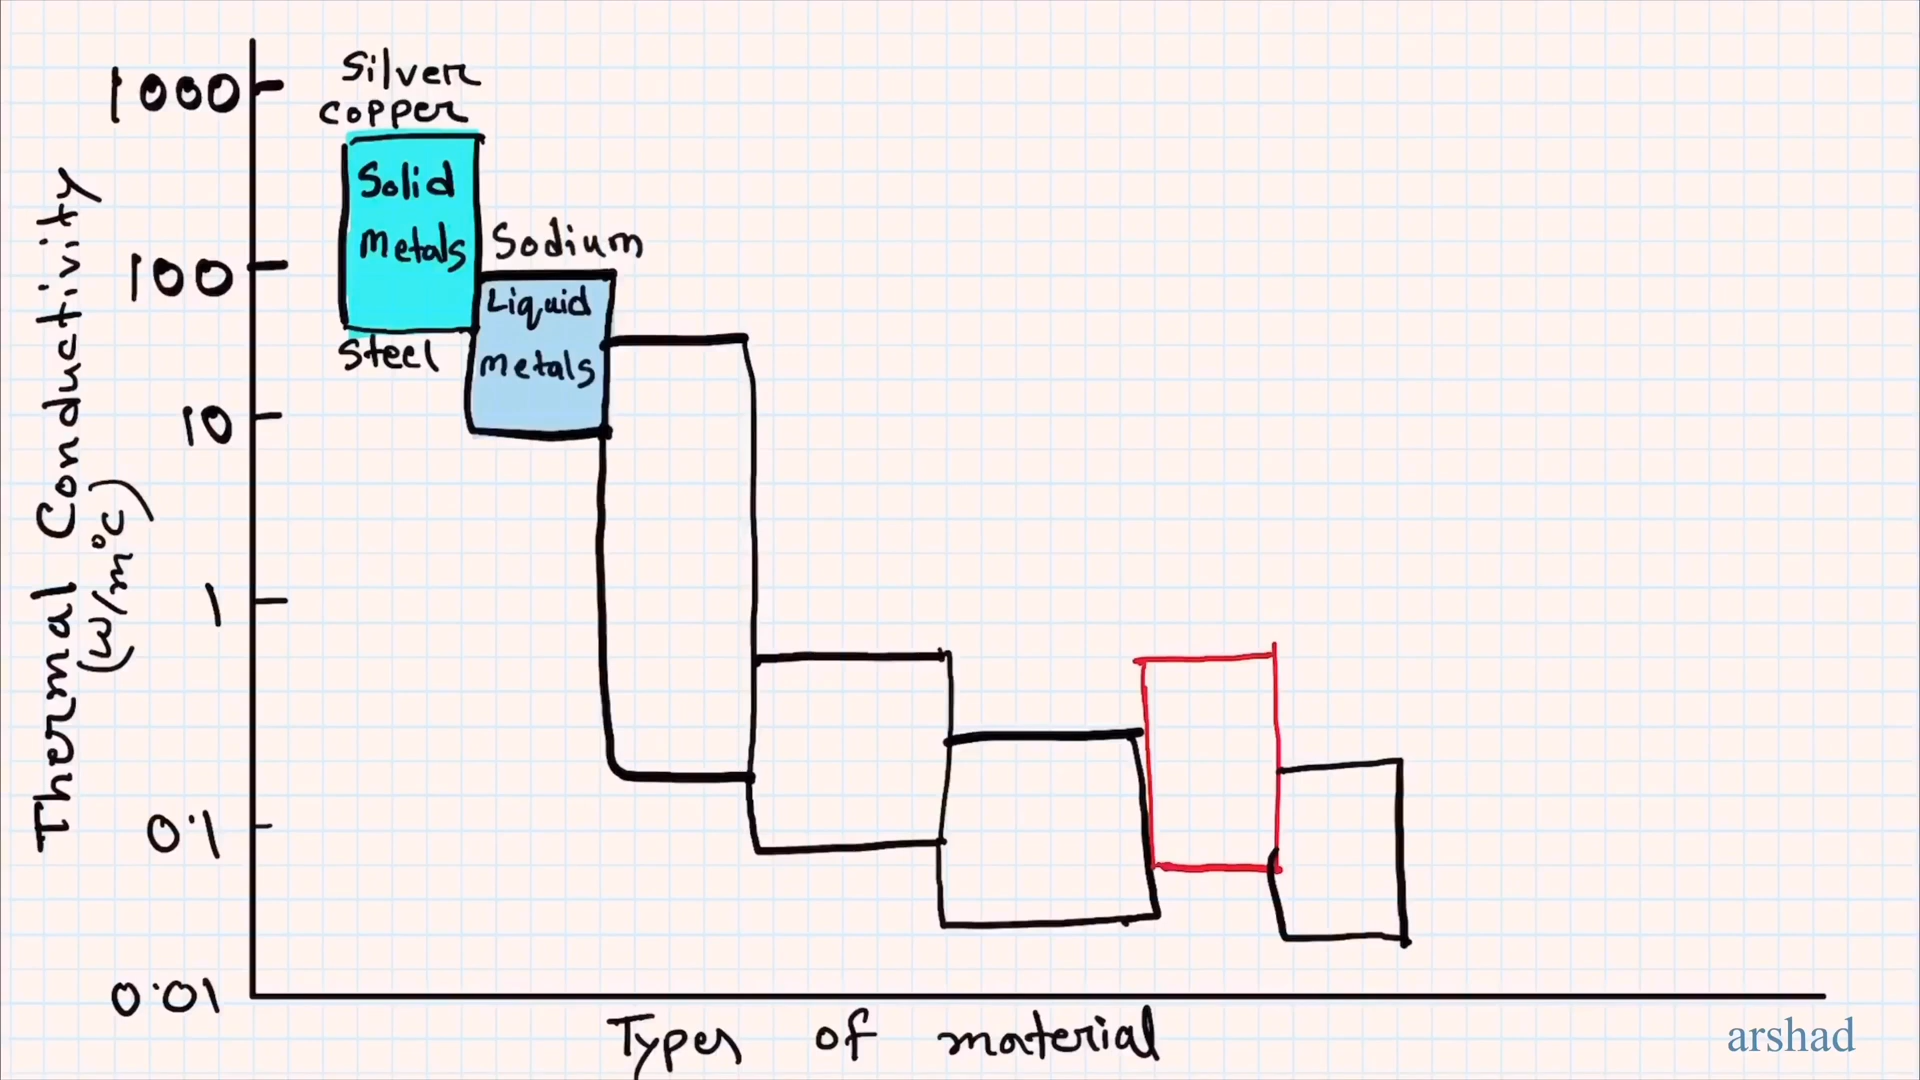 1000
100
10
1
0.1
0.01
Thermal Conductivity
(W/m°C)
Silver
Copper
Solid
Metals
Steel
Sodium
Liquid
Metals
Types of material
arshad